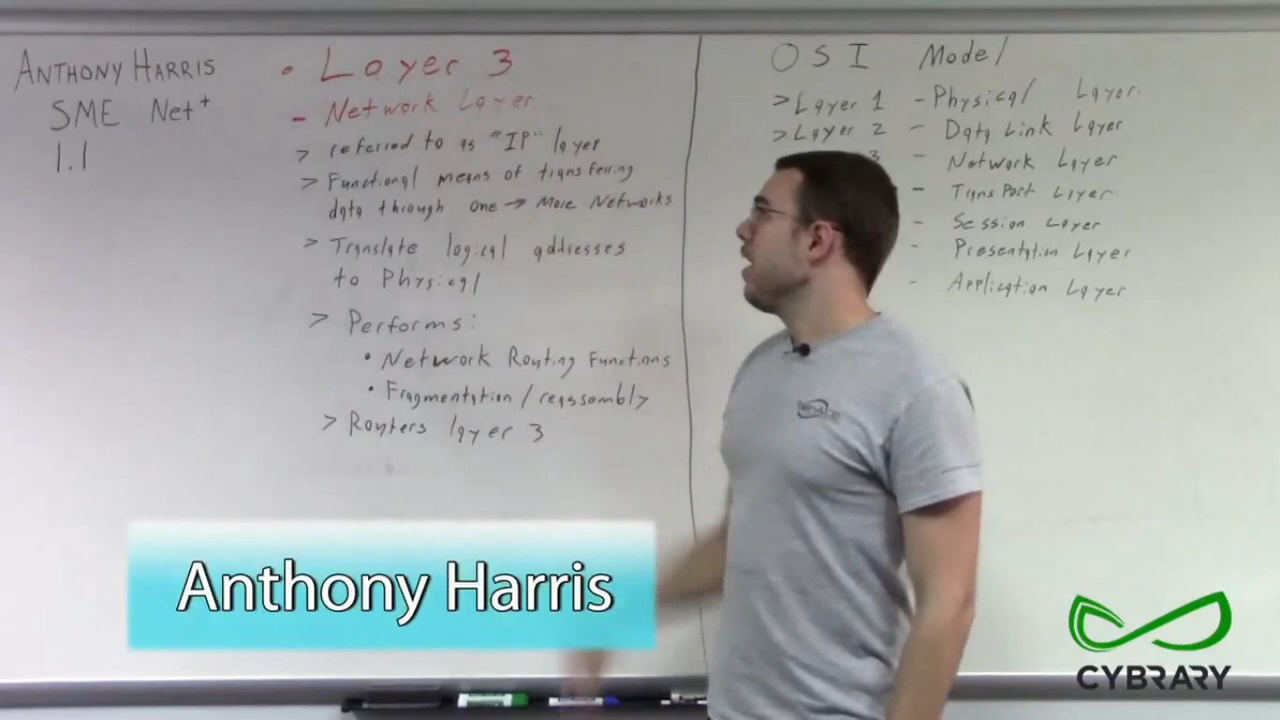 ANTHONY HARRIS
SME Net+
1.1
• Layer 3
- Network Layer
> referred to as "IP" layer
> Functional means of transferring
data through one → More Networks
> Translate logical addresses
to Physical
> Performs:
• Network Routing Functions
• Fragmentation / reassembly
> Routers layer 3
OSI Model
> Layer 1 - Physical Layer
> Layer 2 - Data Link Layer
3 - Network Layer
- Transport Layer
- Session Layer
- Presentation Layer
- Application Layer
Anthony Harris
CYBRARY